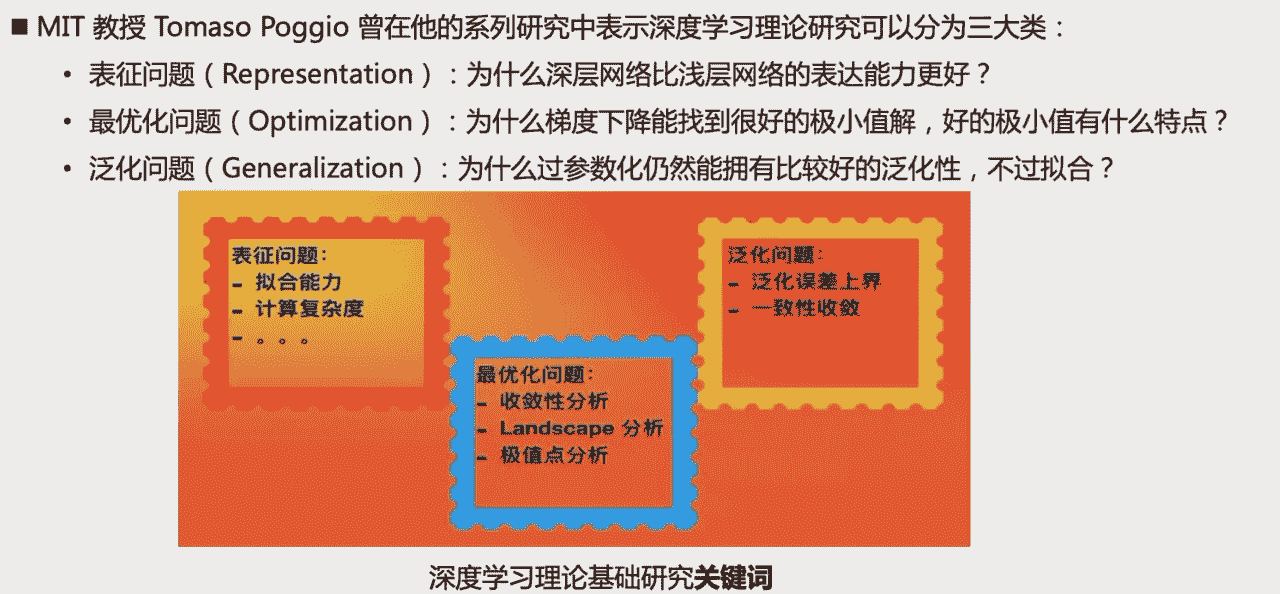 ■ MIT 教授 Tomaso Poggio 曾在他的系列研究中表示深度学习理论研究可以分为三大类：
• 表征问题（Representation）：为什么深层网络比浅层网络的表达能力更好？
• 最优化问题（Optimization）：为什么梯度下降能找到很好的极小值解，好的极小值有什么特点？
• 泛化问题（Generalization）：为什么过参数化仍然能拥有比较好的泛化性，不过拟合？
表征问题：
- 拟合能力
- 计算复杂度
- 。。。
最优化问题：
- 收敛性分析
- Landscape 分析
- 极值点分析
泛化问题：
- 泛化误差上界
- 一致性收敛
深度学习理论基础研究关键词